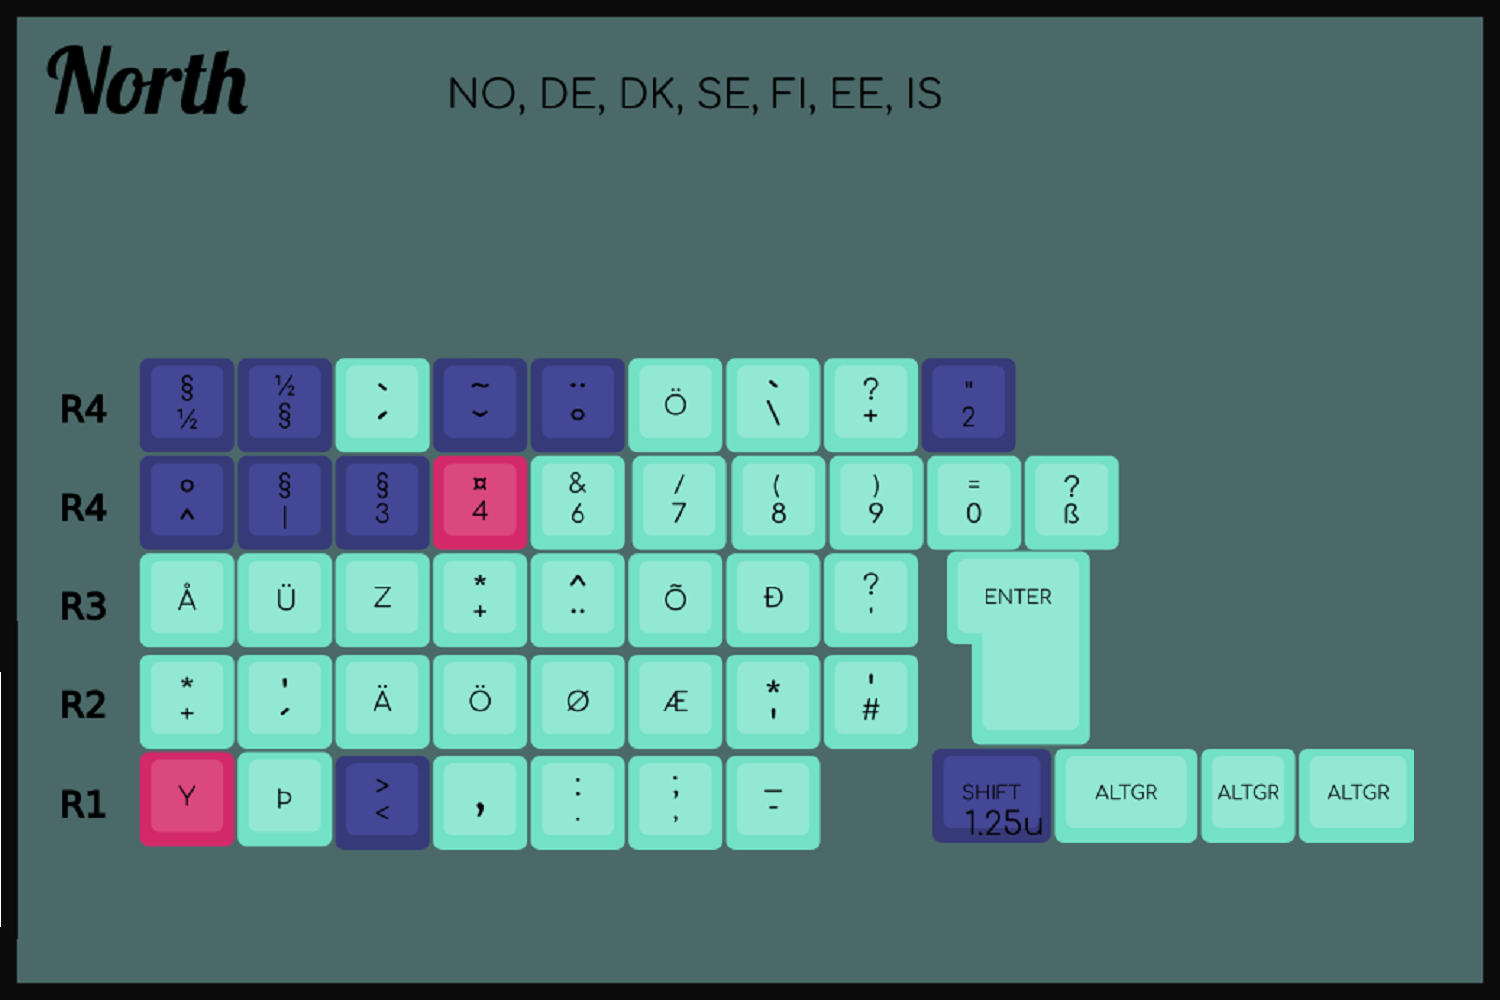 North
NO, DE, DK, SE, FI, EE, IS
R4
§ ½
½ §
` ´
~ ˘
¨ °
Ö
` \
? +
" 2
R4
° ^
§ |
§ 3
¤ 4
& 6
/ 7
( 8
) 9
= 0
? ß
R3
Å
Ü
Z
* +
^ ¨
Õ
Đ
? '
ENTER
R2
* +
' ´
Ä
Ö
Ø
Æ
* '
' #
R1
Y
Þ
> <
,
: .
; ,
_ -
SHIFT
1.25u
ALTGR
ALTGR
ALTGR